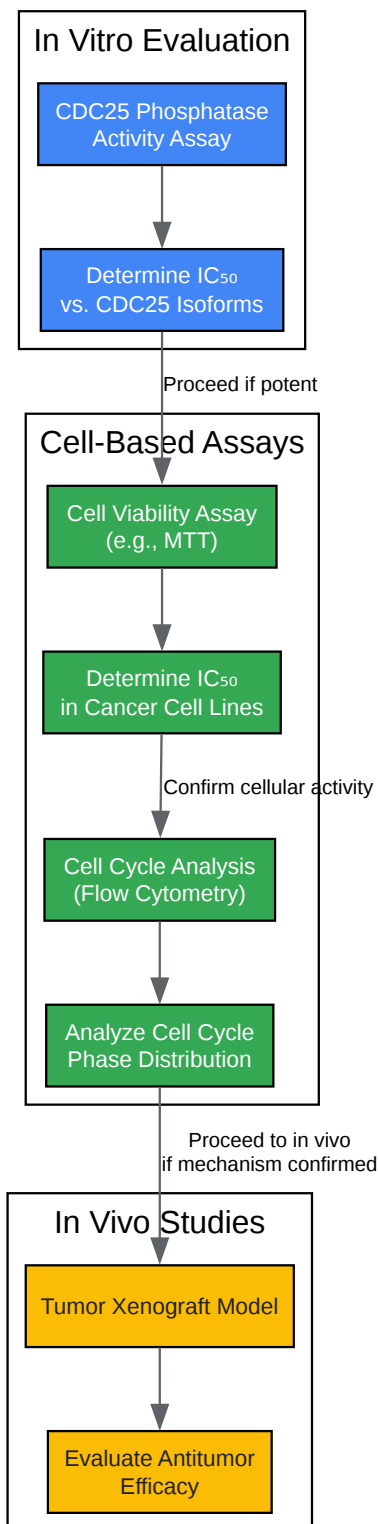 In Vitro Evaluation
CDC25 Phosphatase
Activity Assay
Determine IC₅₀
vs. CDC25 Isoforms
Proceed if potent
Cell-Based Assays
Cell Viability Assay
(e.g., MTT)
Determine IC₅₀
in Cancer Cell Lines
Confirm cellular activity
Cell Cycle Analysis
(Flow Cytometry)
Analyze Cell Cycle
Phase Distribution
Proceed to in vivo
if mechanism confirmed
In Vivo Studies
Tumor Xenograft Model
Evaluate Antitumor
Efficacy